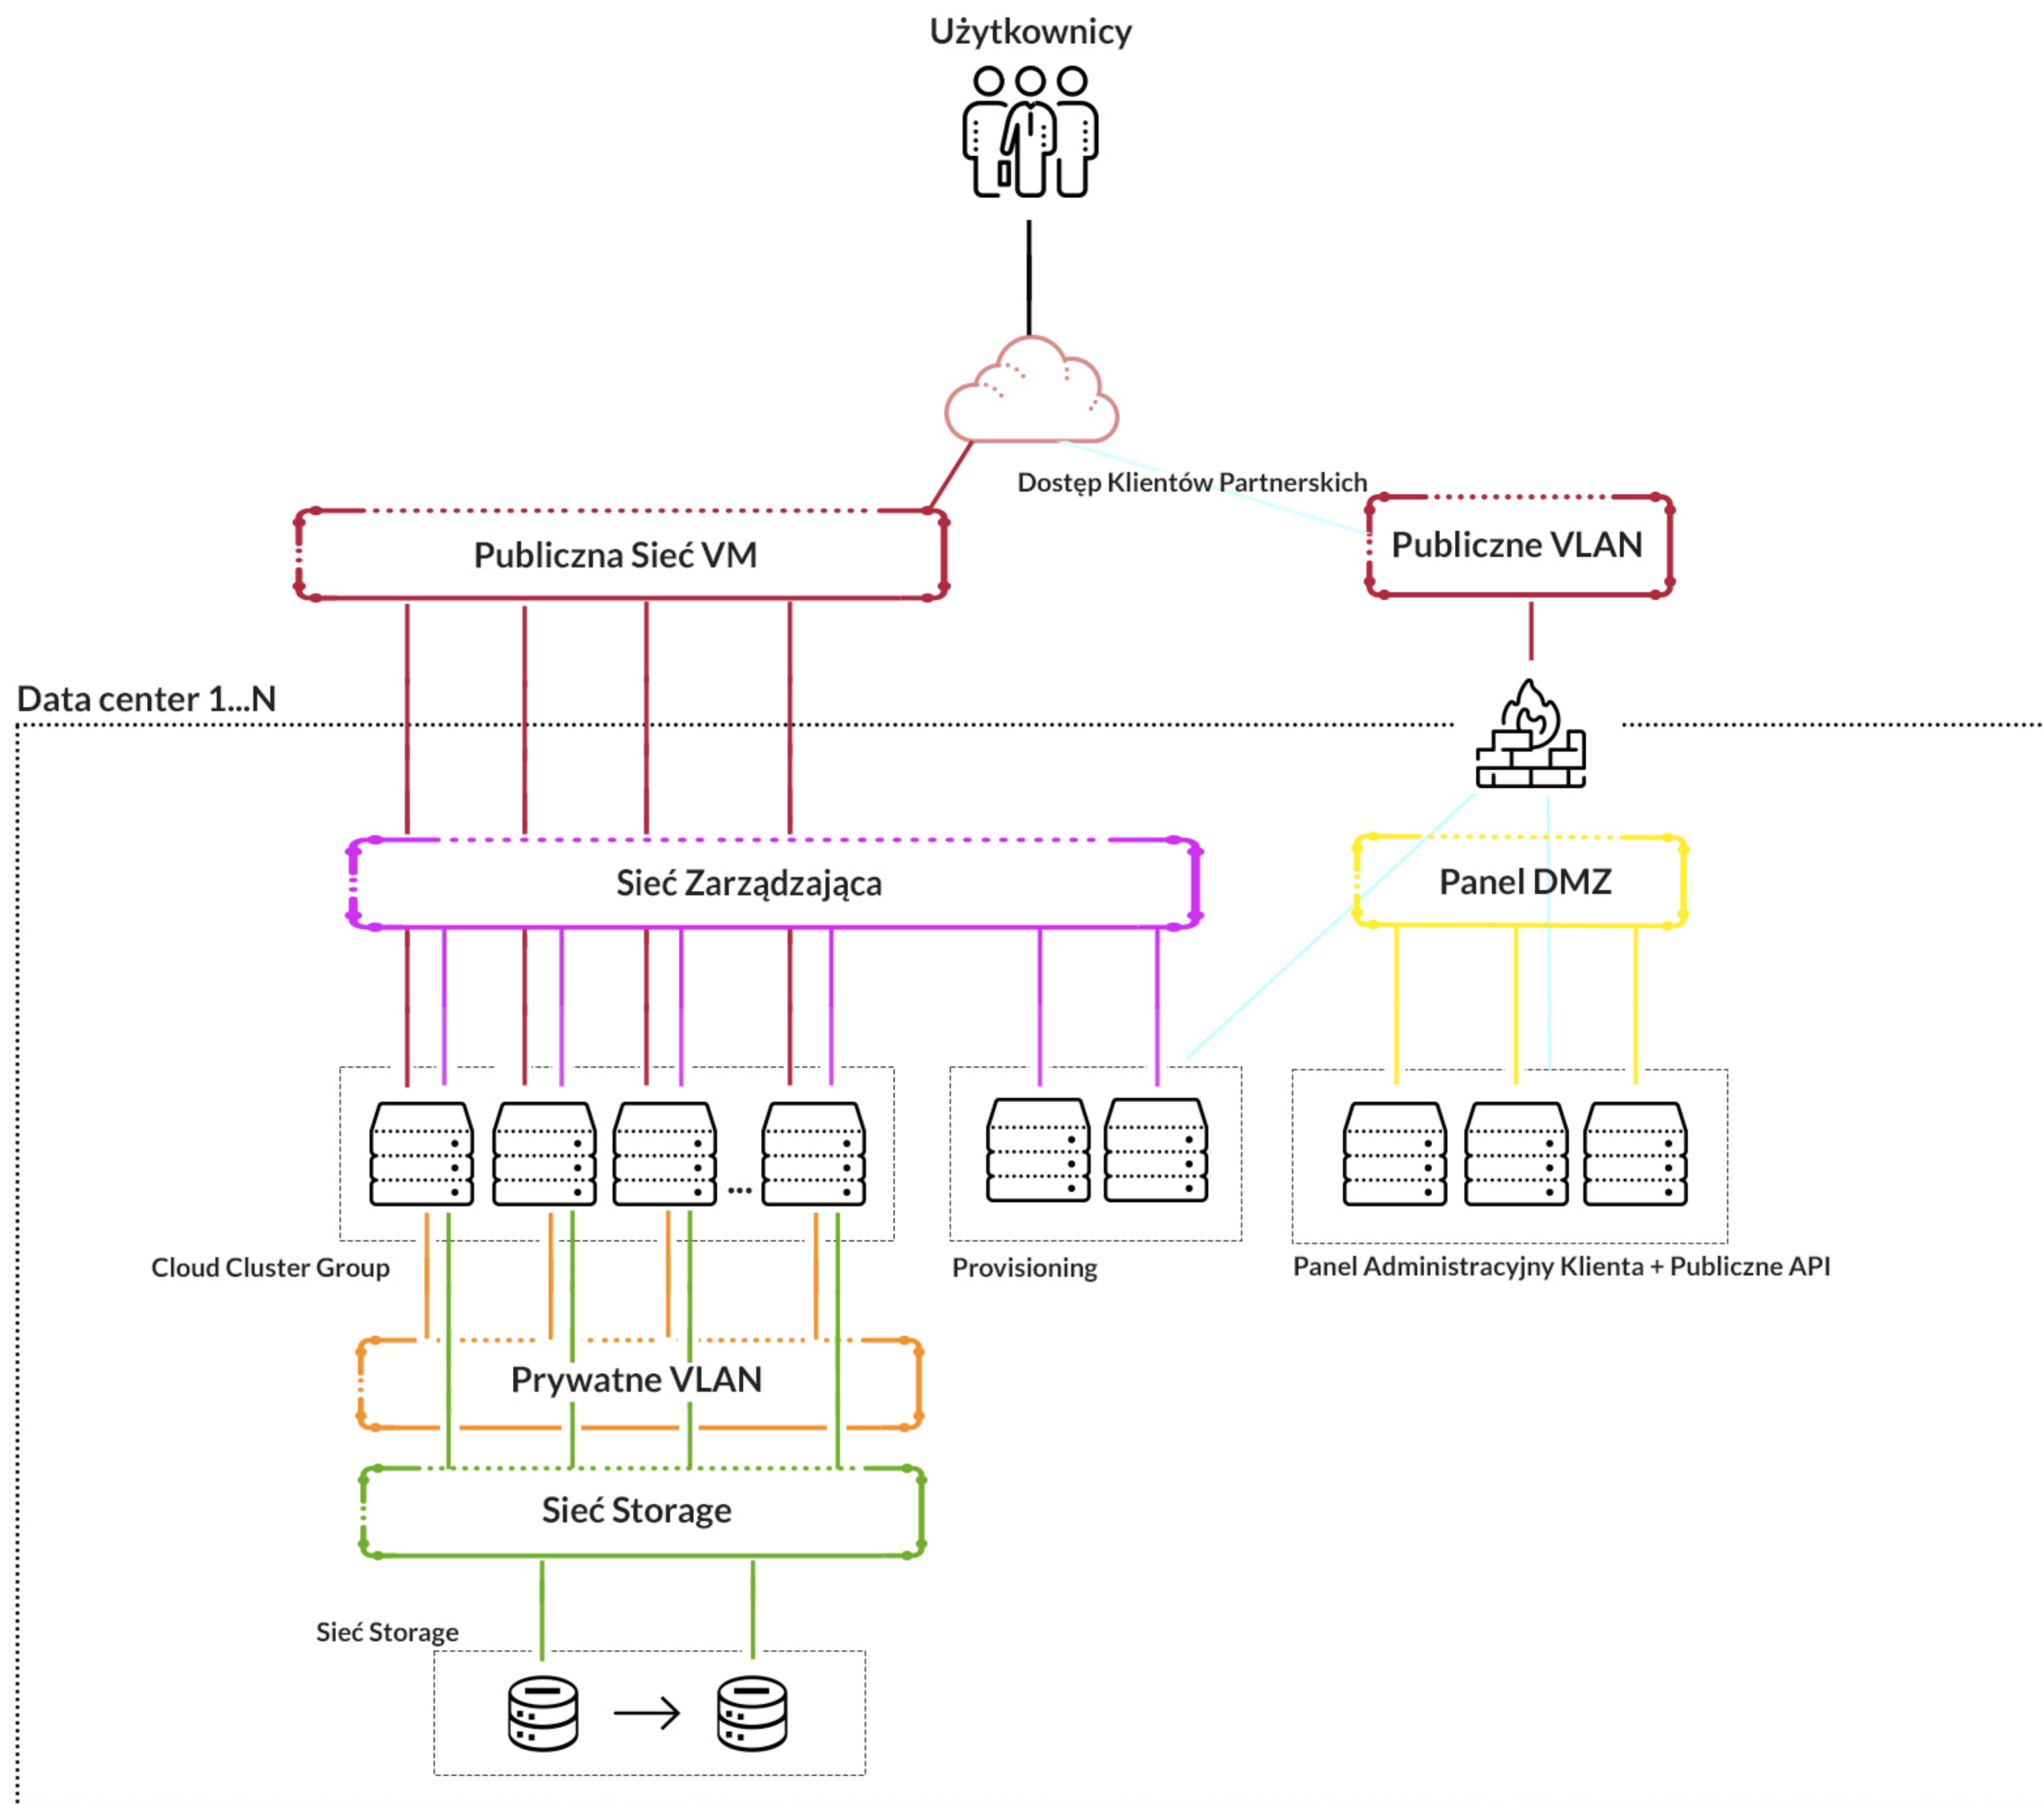 Użytkownicy
Dostęp Klientów Partnerskich
Publiczna Sieć VM
Publiczne VLAN
Data center 1...N
Sieć Zarządzająca
Panel DMZ
...
Cloud Cluster Group
Provisioning
Panel Administracyjny Klienta + Publiczne API
Prywatne VLAN
Sieć Storage
Sieć Storage